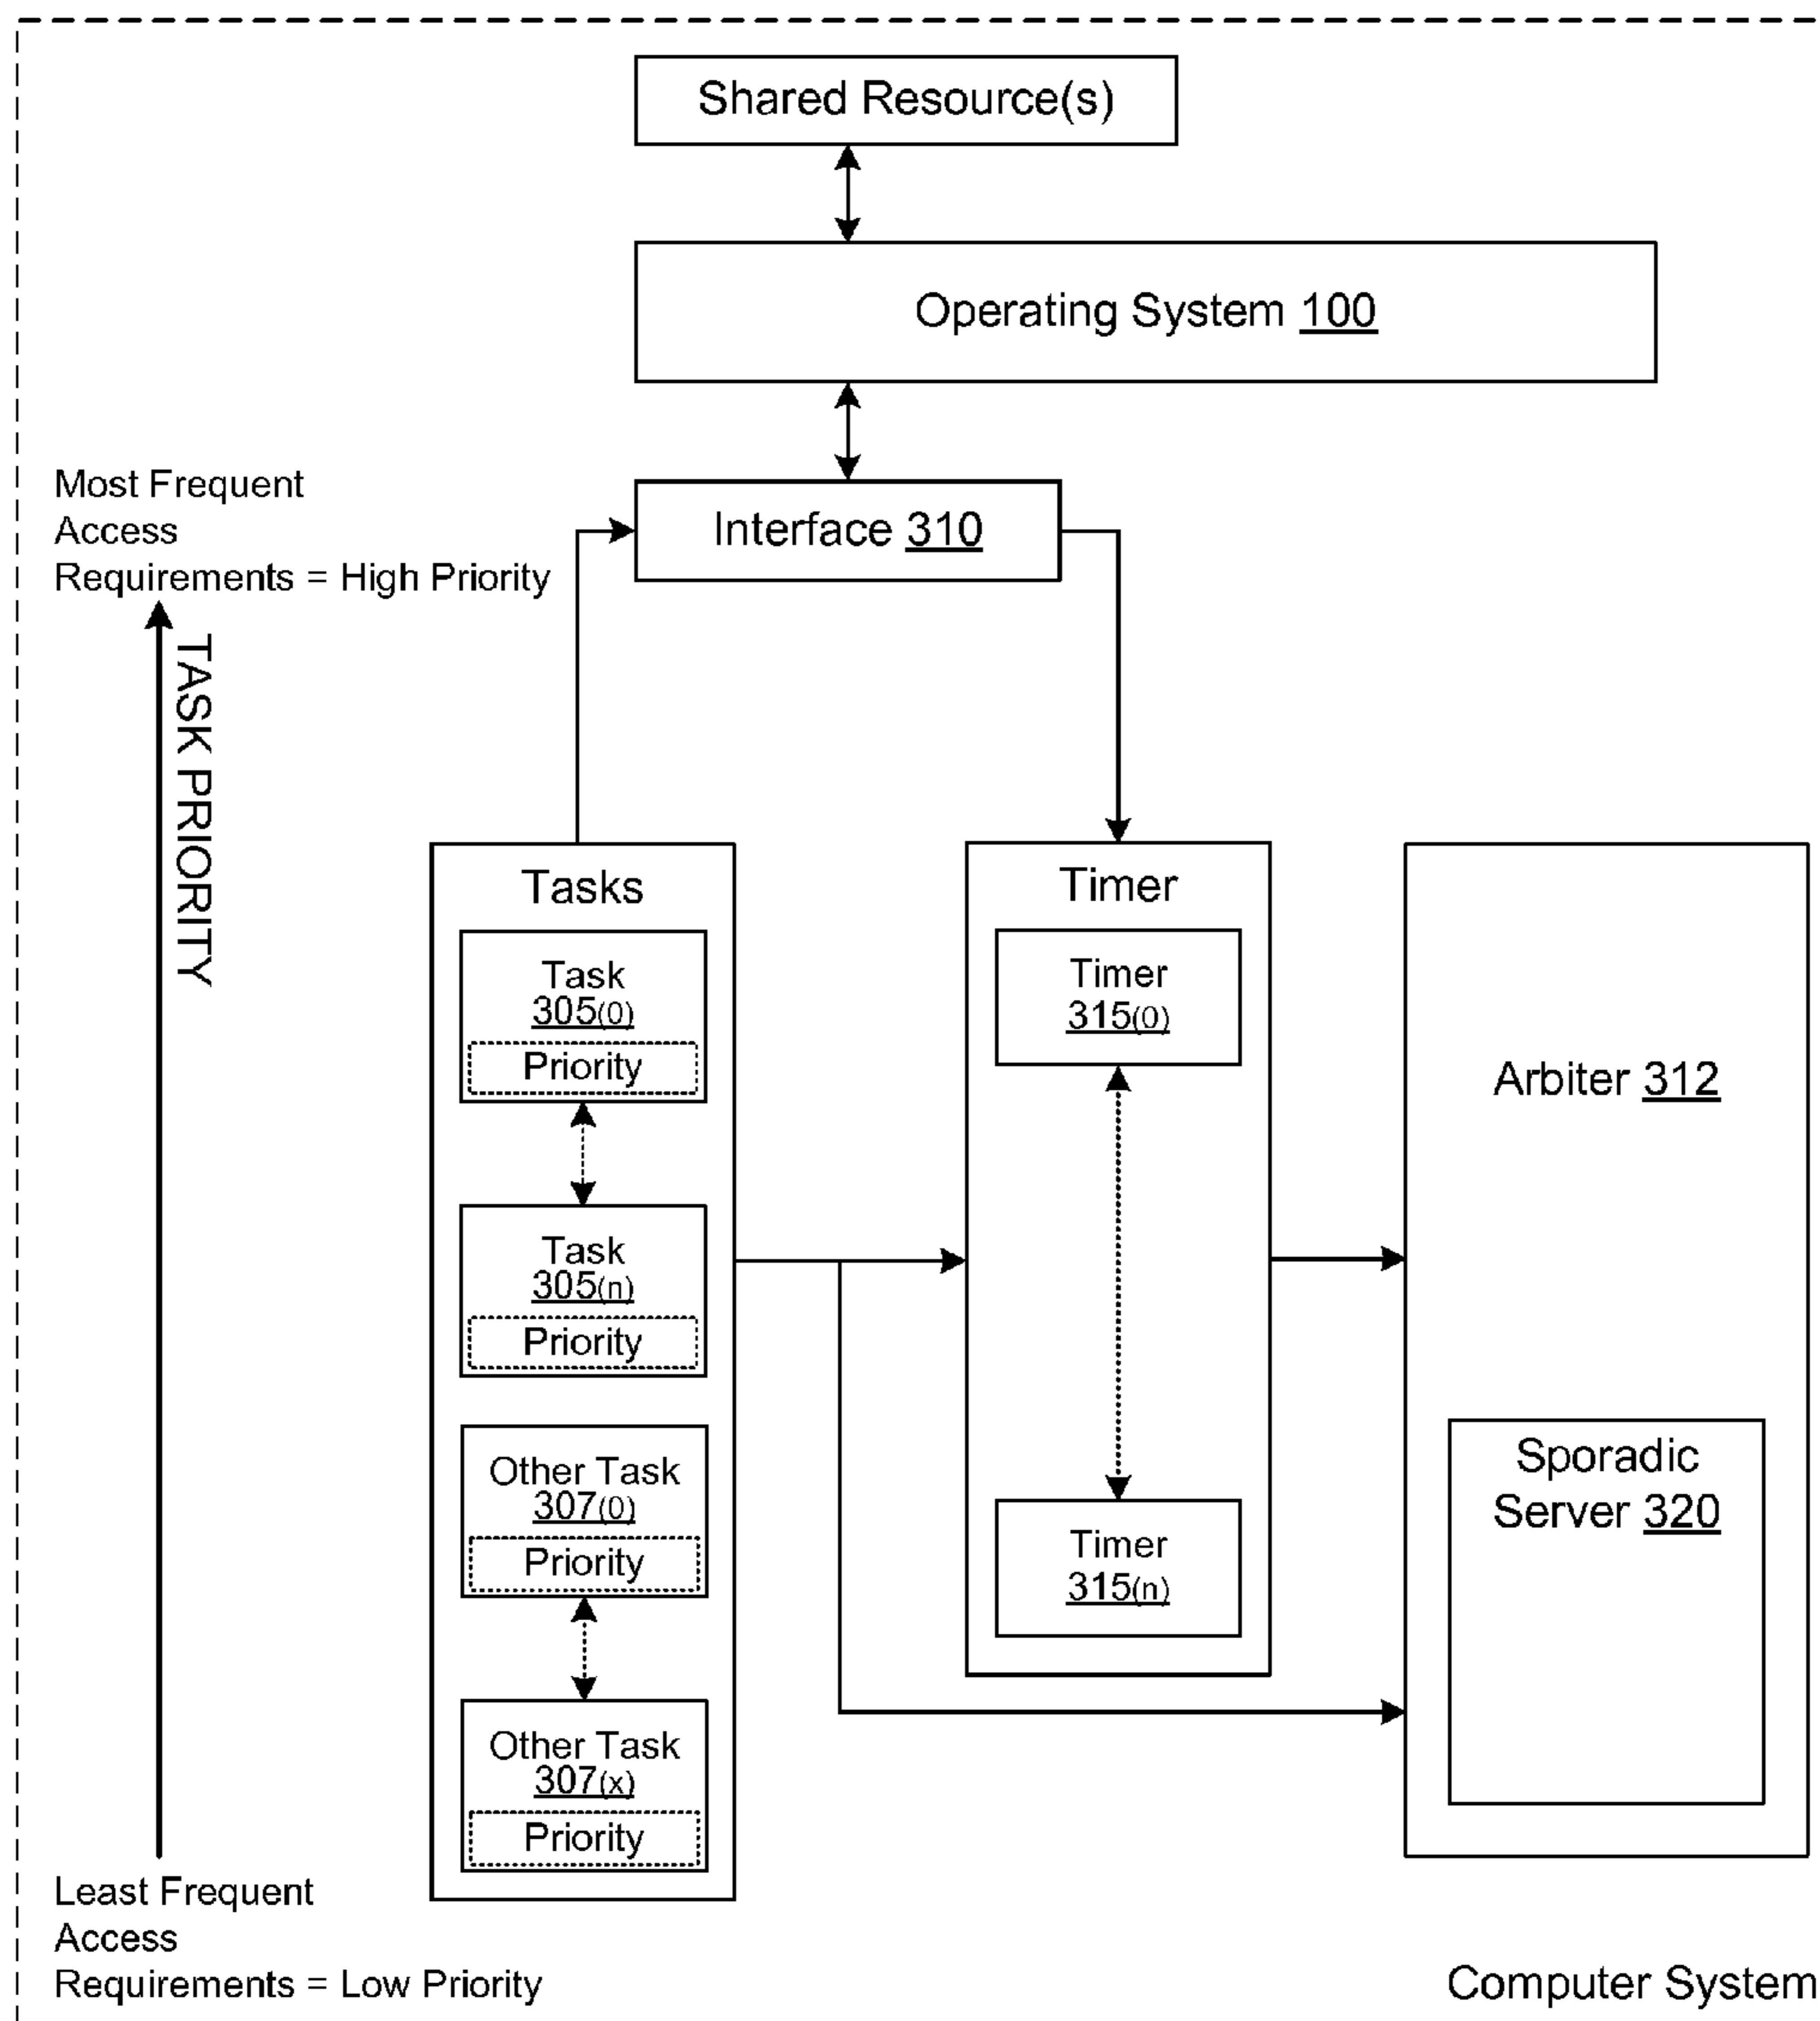 Shared Resource(s)
Operating System 100
Most Frequent
Access
Requirements = High Priority
Interface 310
TASK PRIORITY
Tasks
Task
305(0)
Priority
Task
305(n)
Priority
Other Task
307(0)
Priority
Other Task
307(x)
Priority
Timer
Timer
315(0)
Timer
315(n)
Arbiter 312
Sporadic
Server 320
Least Frequent
Access
Requirements = Low Priority
Computer System